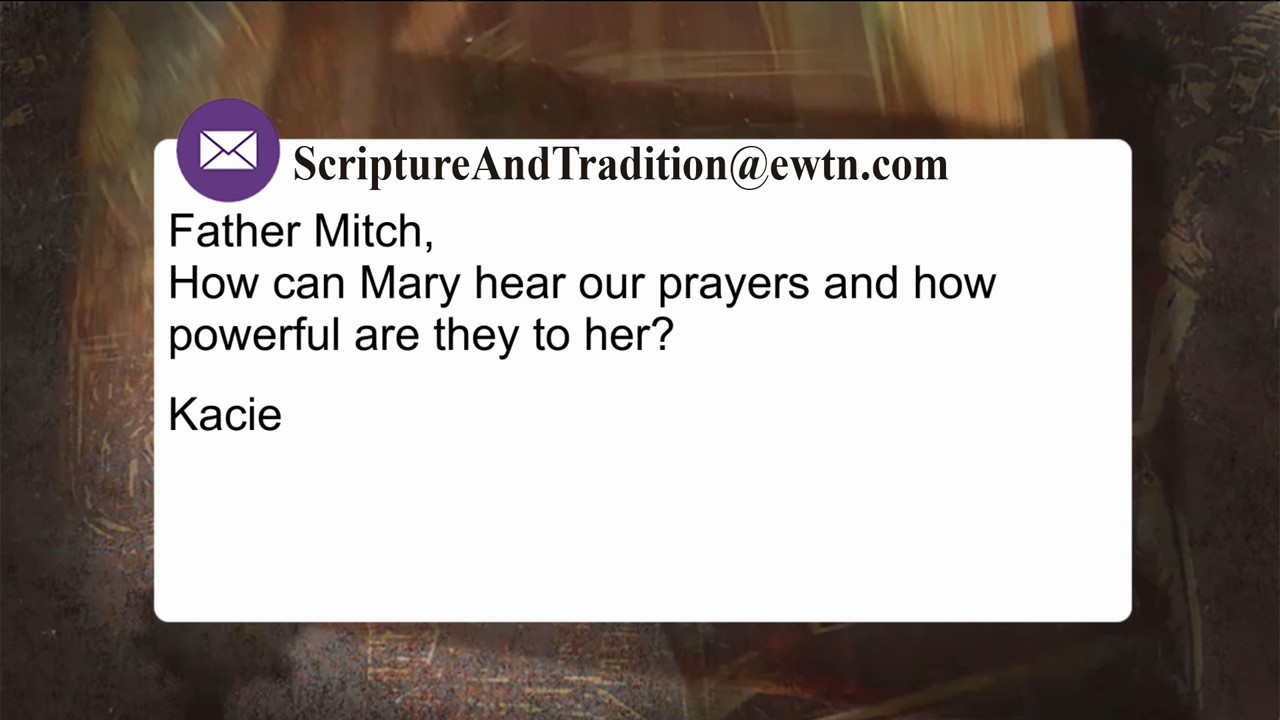 ScriptureAndTradition@ewtn.com
Father Mitch,
How can Mary hear our prayers and how
powerful are they to her?
Kacie